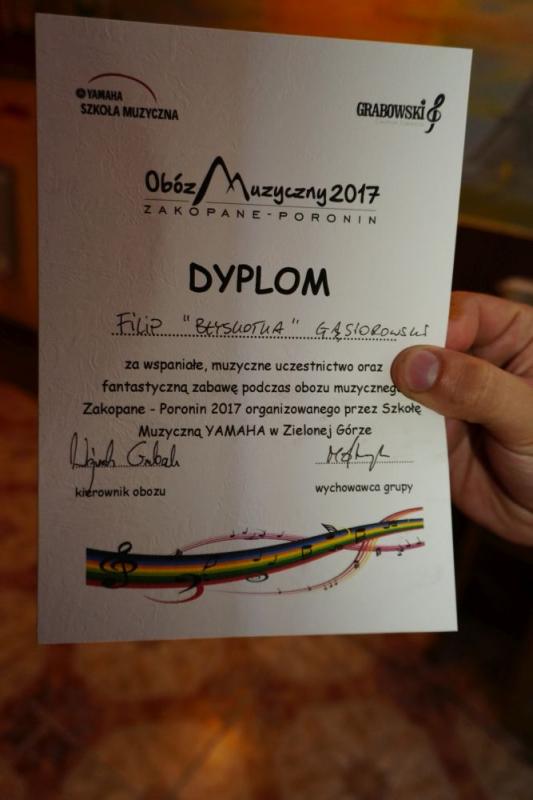 YAMAHA
SZKOŁA MUZYCZNA
GRABOWSKI
Obóz Muzyczny 2017
ZAKOPANE-PORONIN
DYPLOM
FILIP "BŁYSKOTKA" GĄSIOROWSKI
za wspaniałe, muzyczne uczestnictwo oraz
fantastyczną zabawę podczas obozu muzycznego
Zakopane - Poronin 2017 organizowanego przez Szkołę
Muzyczną YAMAHA w Zielonej Górze
kierownik obozu
wychowawca grupy